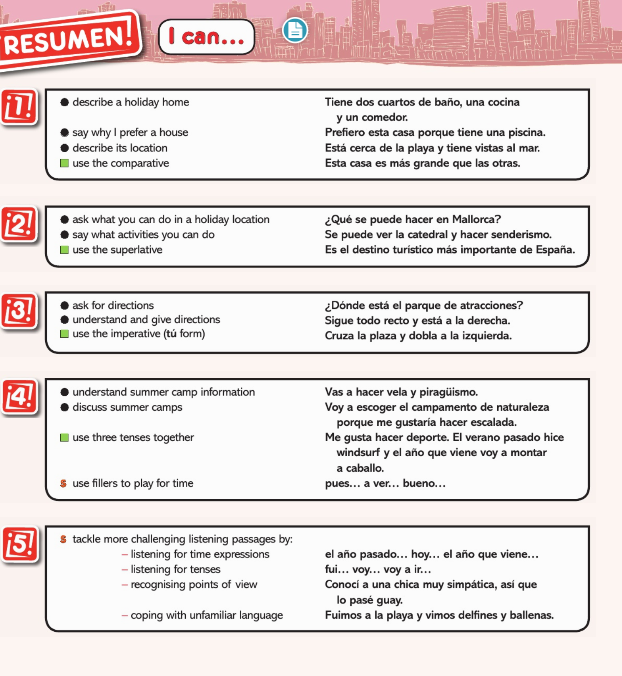 ¡RESUMEN!
I can...
¡1!
● describe a holiday home Tiene dos cuartos de baño, una cocina
y un comedor.
● say why I prefer a house Prefiero esta casa porque tiene una piscina.
● describe its location Está cerca de la playa y tiene vistas al mar.
use the comparative Esta casa es más grande que las otras.
¡2!
● ask what you can do in a holiday location ¿Qué se puede hacer en Mallorca?
● say what activities you can do Se puede ver la catedral y hacer senderismo.
use the superlative Es el destino turístico más importante de España.
¡3!
● ask for directions ¿Dónde está el parque de atracciones?
● understand and give directions Sigue todo recto y está a la derecha.
use the imperative (tú form) Cruza la plaza y dobla a la izquierda.
¡4!
● understand summer camp information Vas a hacer vela y piragüismo.
● discuss summer camps Voy a escoger el campamento de naturaleza
porque me gustaría hacer escalada.
use three tenses together Me gusta hacer deporte. El verano pasado hice
windsurf y el año que viene voy a montar
a caballo.
S use fillers to play for time pues... a ver... bueno...
¡5!
S tackle more challenging listening passages by:
– listening for time expressions el año pasado... hoy... el año que viene...
– listening for tenses fui... voy... voy a ir...
– recognising points of view Conocí a una chica muy simpática, así que
lo pasé guay.
– coping with unfamiliar language Fuimos a la playa y vimos delfines y ballenas.